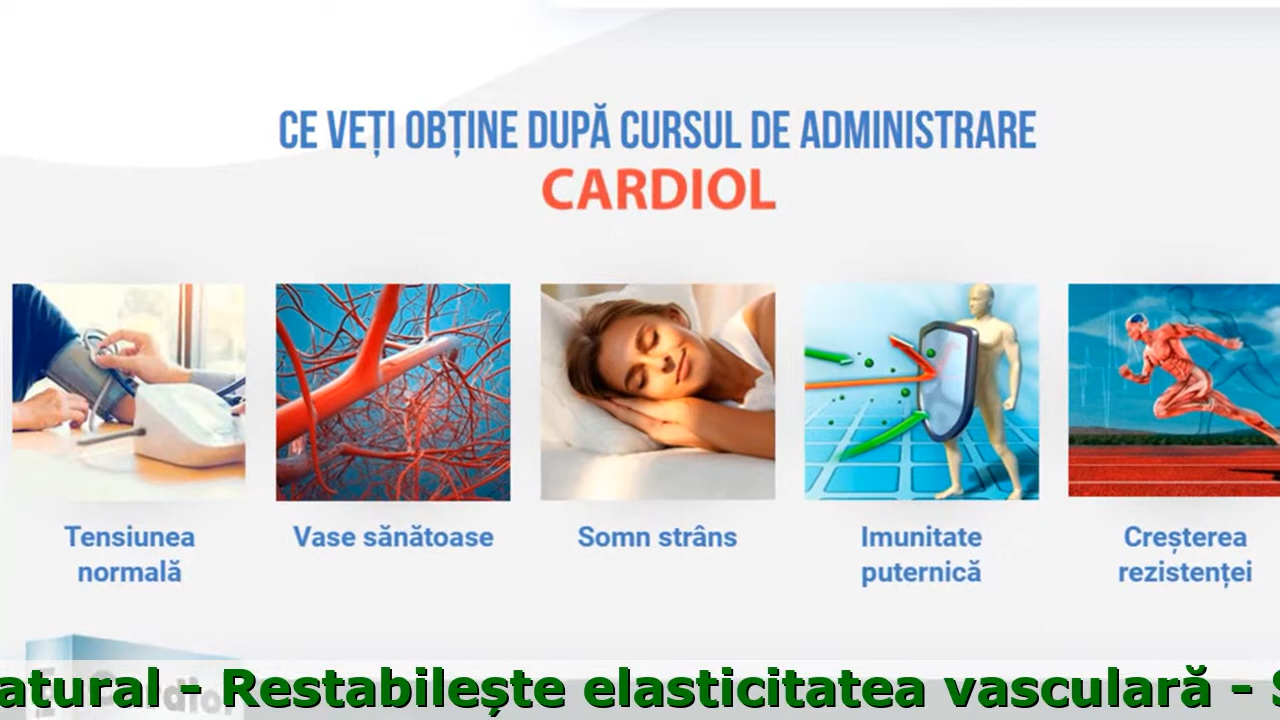 CE VEȚI OBȚINE DUPĂ CURSUL DE ADMINISTRARE
CARDIOL
Tensiunea
normală
Vase sănătoase
Somn strâns
Imunitate
puternică
Creșterea
rezistenței
atural - Restabilește elasticitatea vasculară - S